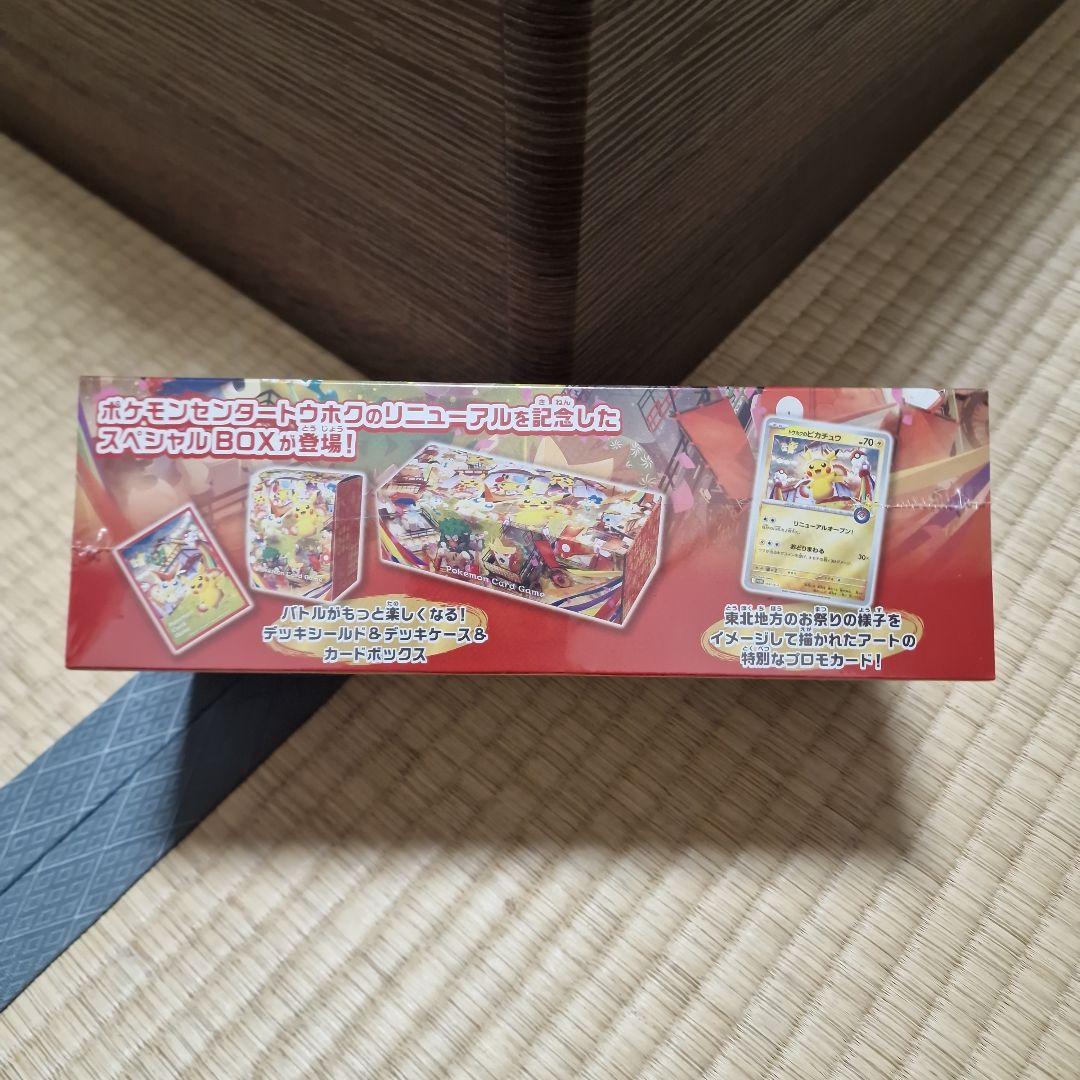 ポケモンセンタートウホクのリニューアルを記念した
スペシャルBOXが登場!
Pokémon Card Game
Pokémon Card Game
バトルがもっと楽しくなる!
デッキシールド&デッキケース&
カードボックス
トウホクのピカチュウ
HP70
リニューアルオープン!
おどりまわる
30×
東北地方のお祭りの様子を
イメージして描かれたアートの
特別なプロモカード!